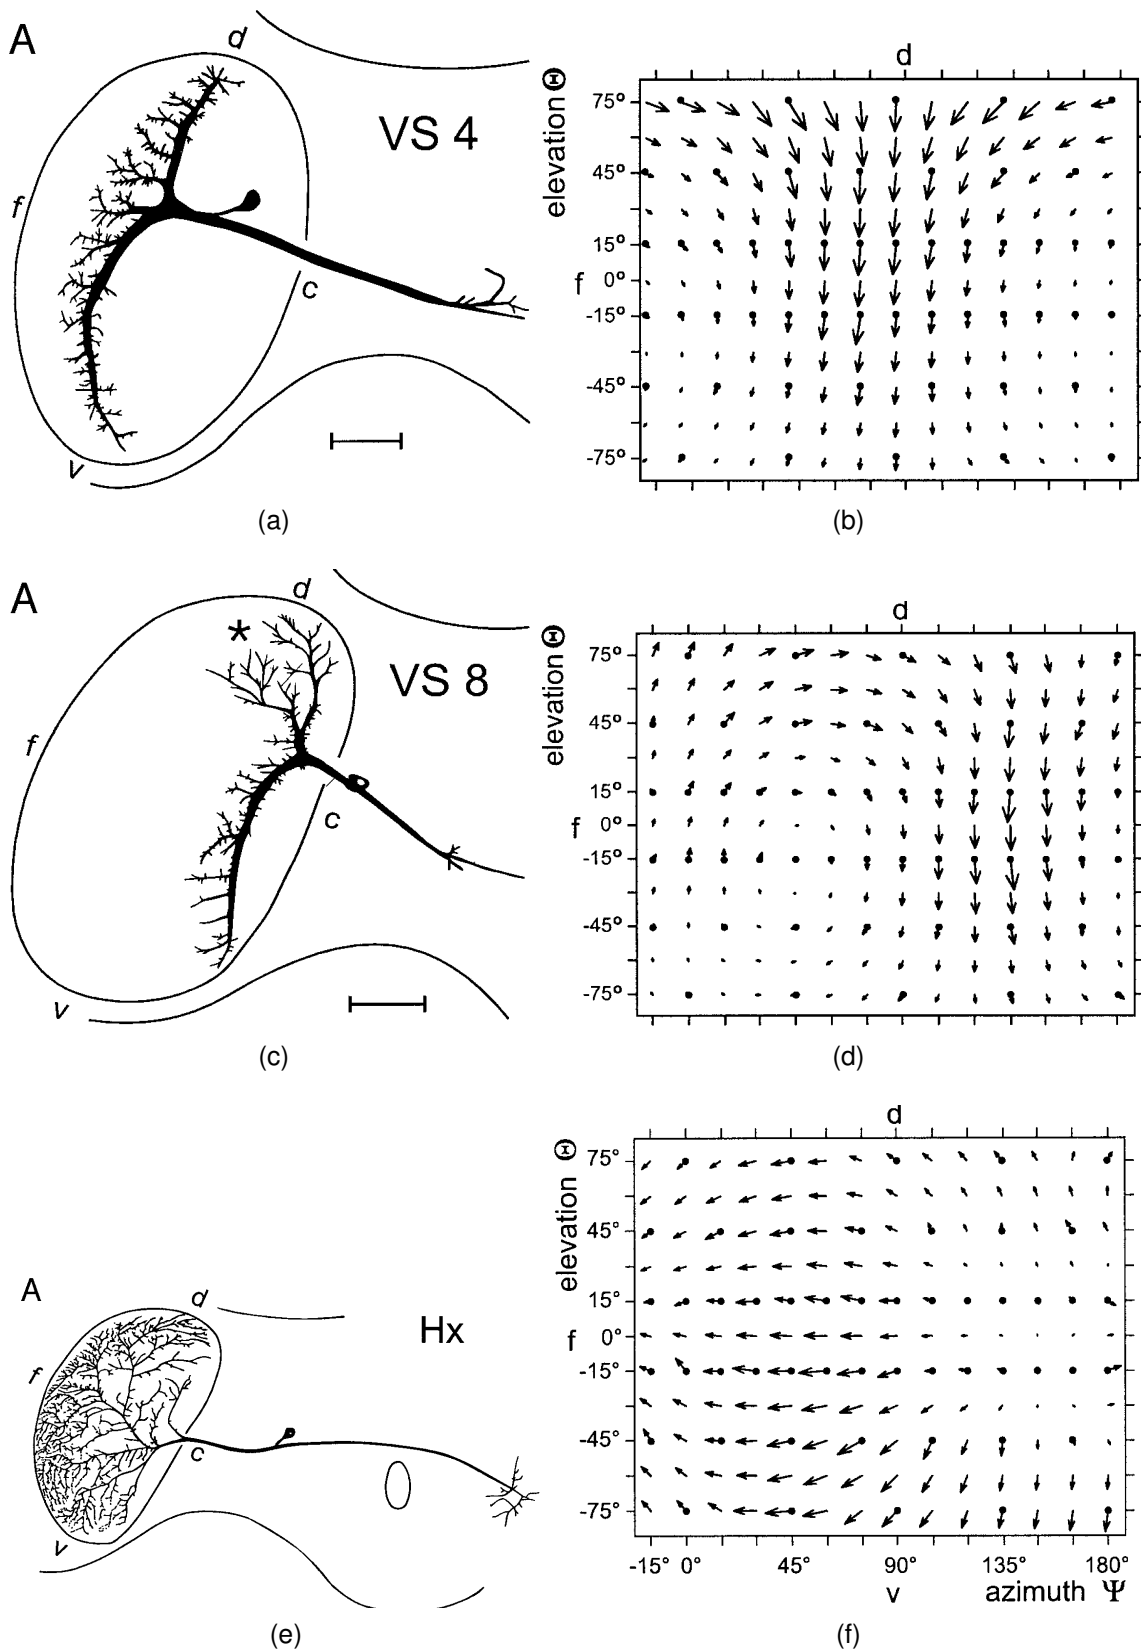 A
d
VS 4
f
c
v
(a)
d
elevation Θ
75°
45°
15°
f 0°
-15°
-45°
-75°
(b)
A
d
*
VS 8
f
c
v
(c)
d
elevation Θ
75°
45°
15°
f 0°
-15°
-45°
-75°
(d)
A
d
Hx
f
c
v
(e)
d
elevation Θ
75°
45°
15°
f 0°
-15°
-45°
-75°
-15° 0° 45° 90° 135° 180°
v azimuth Ψ
(f)